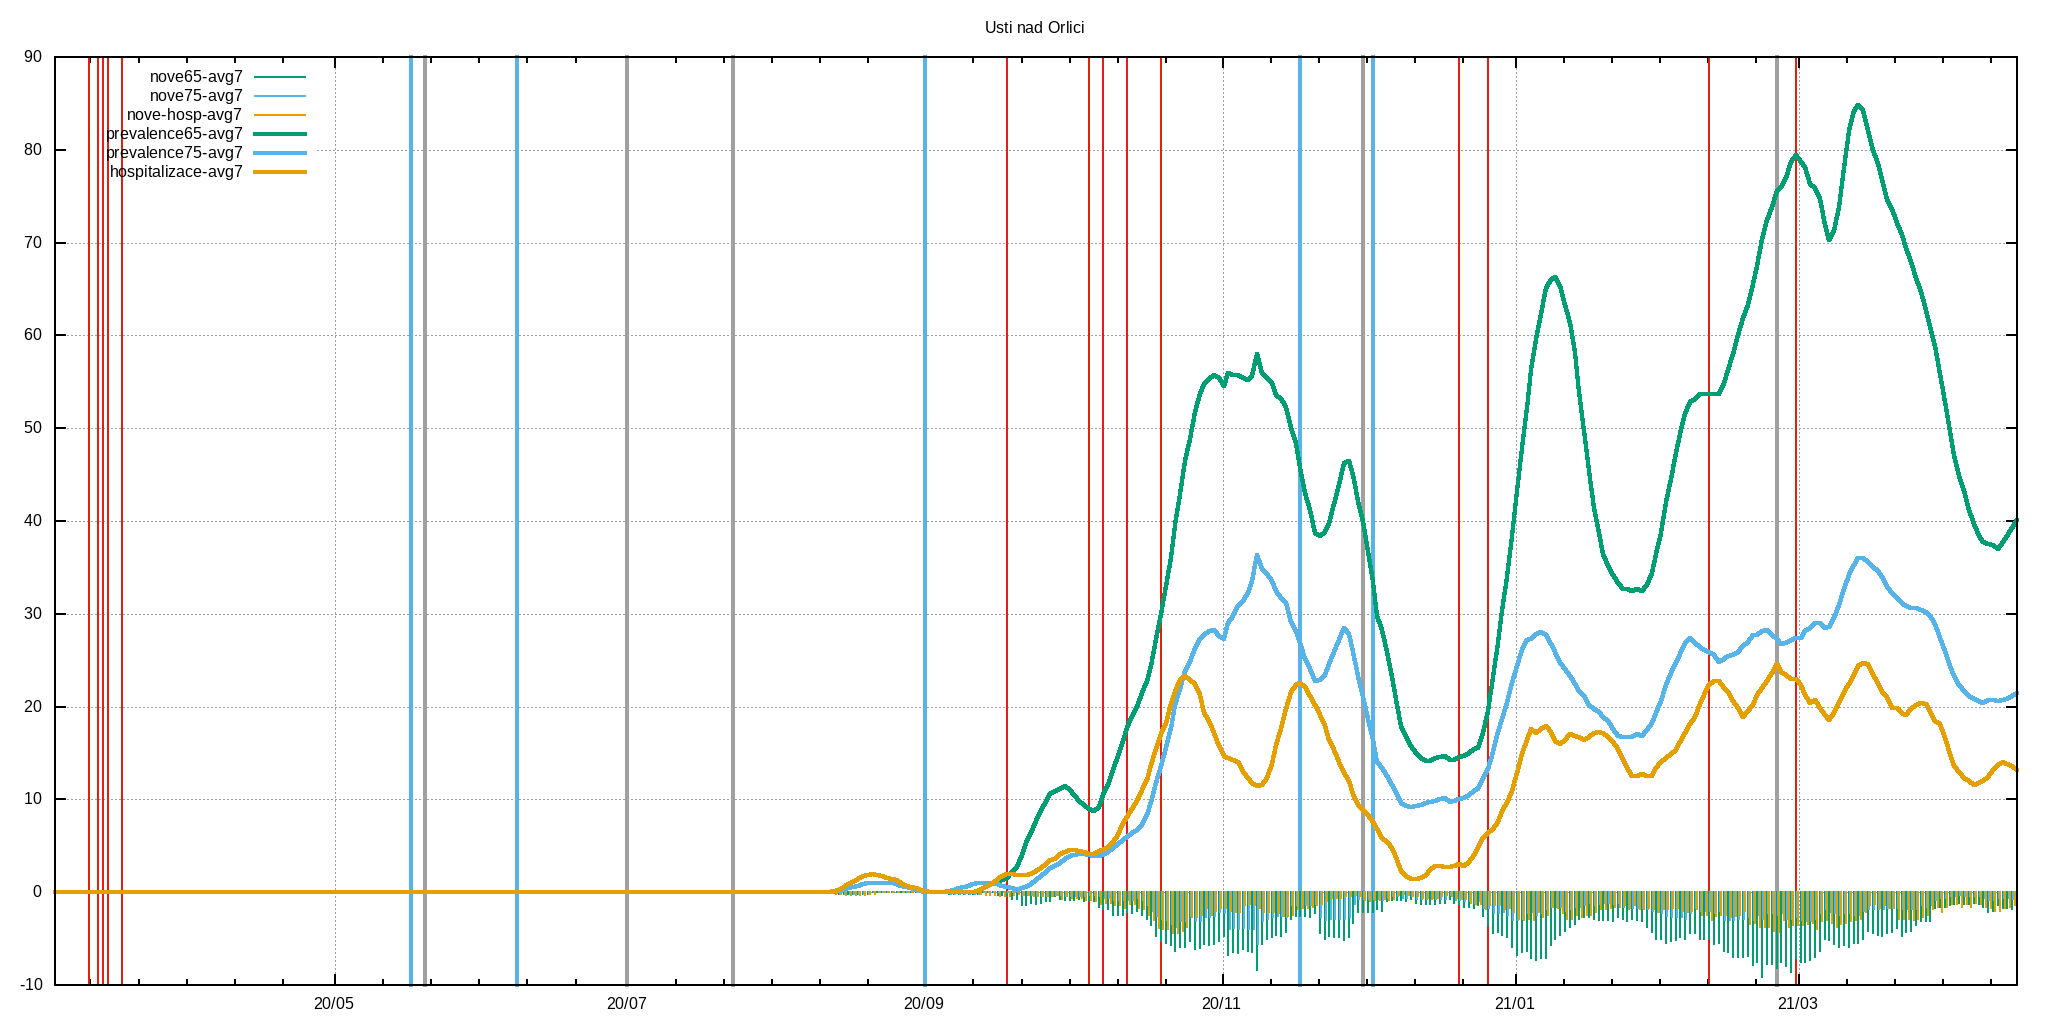 Usti nad Orlici
90
80
70
60
50
40
30
20
10
0
-10
nove65-avg7
nove75-avg7
nove-hosp-avg7
prevalence65-avg7
prevalence75-avg7
hospitalizace-avg7
20/05 20/07 20/09 20/11 21/01 21/03